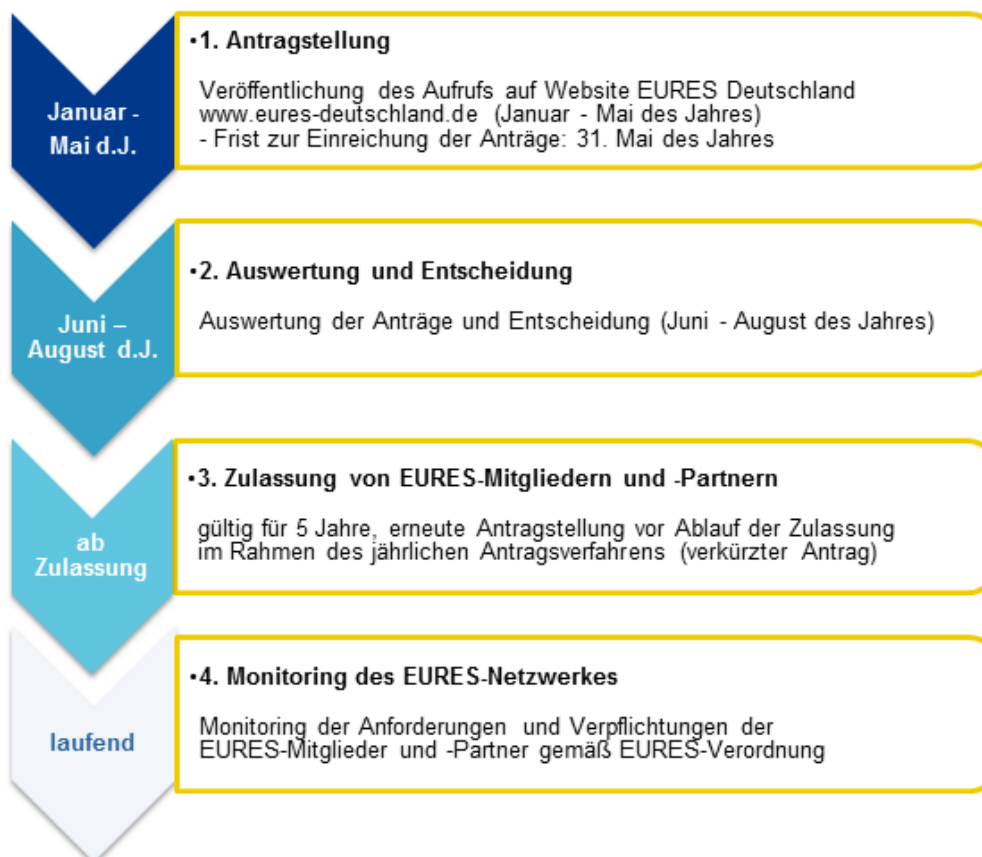 Januar -
Mai d.J.
•1. Antragstellung
Veröffentlichung des Aufrufs auf Website EURES Deutschland
www.eures-deutschland.de (Januar - Mai des Jahres)
- Frist zur Einreichung der Anträge: 31. Mai des Jahres
Juni –
August d.J.
•2. Auswertung und Entscheidung
Auswertung der Anträge und Entscheidung (Juni - August des Jahres)
ab
Zulassung
•3. Zulassung von EURES-Mitgliedern und -Partnern
gültig für 5 Jahre, erneute Antragstellung vor Ablauf der Zulassung
im Rahmen des jährlichen Antragsverfahrens (verkürzter Antrag)
laufend
•4. Monitoring des EURES-Netzwerkes
Monitoring der Anforderungen und Verpflichtungen der
EURES-Mitglieder und -Partner gemäß EURES-Verordnung